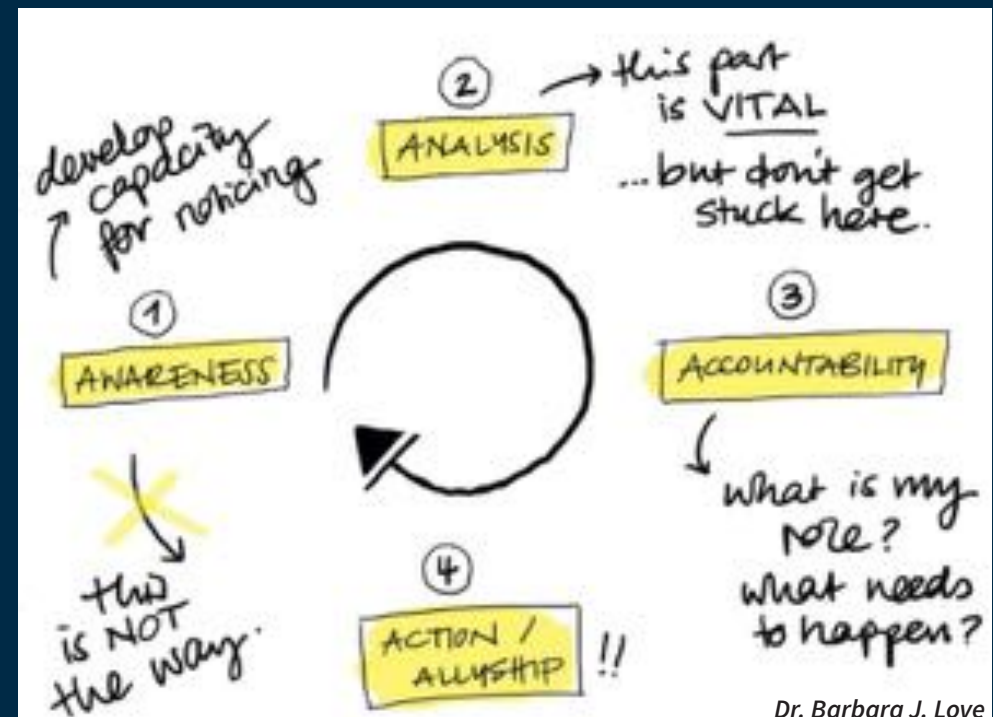 develop
capacity
for noticing
1
AWARENESS
this
is NOT
the way.
2
ANALYSIS
this part
is VITAL
...but don't get
stuck here..
3
ACCOUNTABILITY
what is my
role?
what needs
to happen?
4
ACTION /
ALLYSHIP
!!
Dr. Barbara J. Love